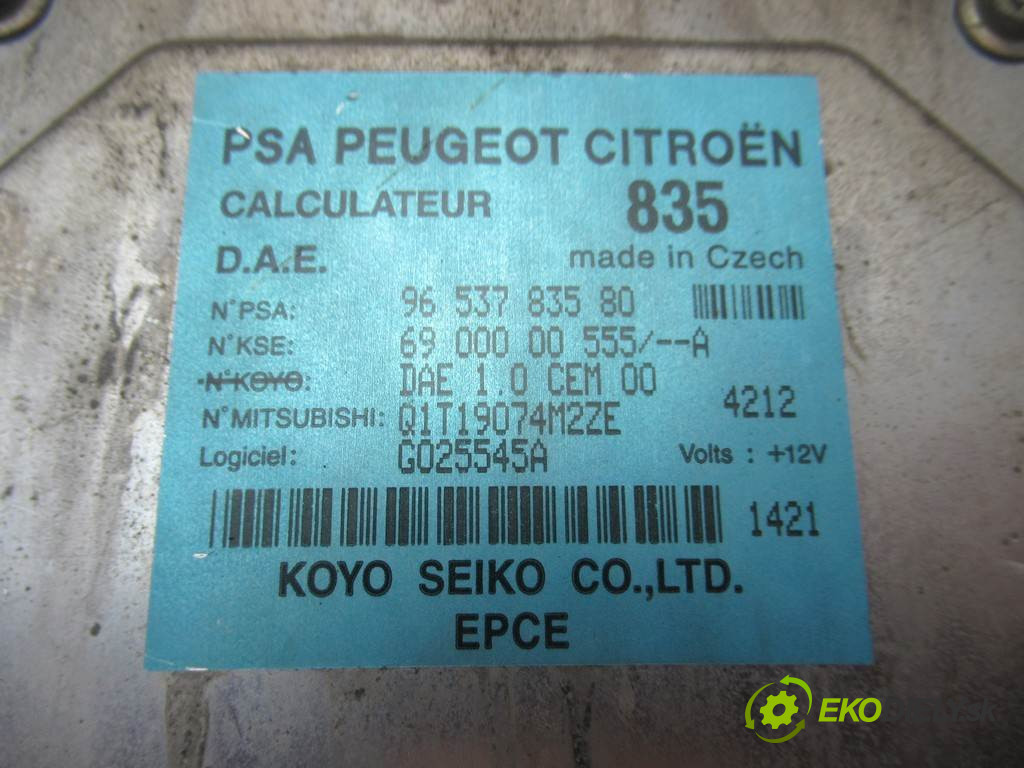 PSA PEUGEOT CITROËN
CALCULATEUR 835
D.A.E. made in Czech
N°PSA: 96 537 835 80
N°KSE: 69 000 00 555/--A
N°KOYO: DAE 1.0 CEM 00
N°MITSUBISHI: Q1T19074M2ZE 4212
Logiciel: G025545A Volts : +12V
1421
KOYO SEIKO CO.,LTD.
EPCE
EKO